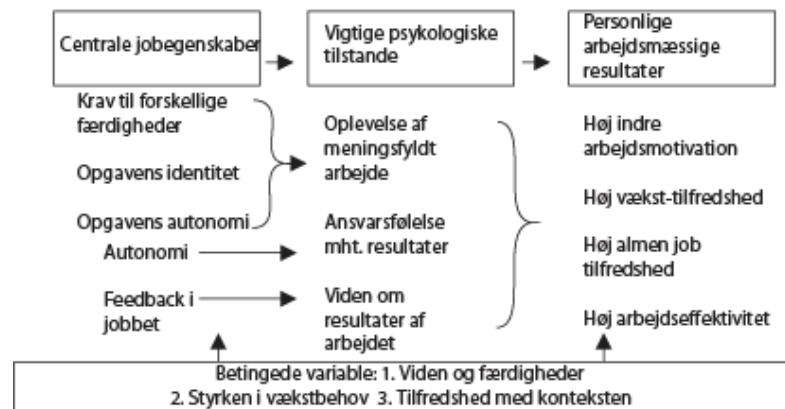 Centrale jobegenskaber
Vigtige psykologiske
tilstande
Personlige
arbejdsmæssige
resultater
Krav til forskellige
færdigheder
Opgavens identitet
Opgavens autonomi
Autonomi
Feedback i
jobbet
Oplevelse af
meningsfyldt
arbejde
Ansvarsfølelse
mht. resultater
Viden om
resultater af
arbejdet
Høj indre
arbejdsmotivation
Høj vækst-tilfredshed
Høj almen job
tilfredshed
Høj arbejdseffektivitet
Betingede variable: 1. Viden og færdigheder
2. Styrken i vækstbehov 3. Tilfredshed med konteksten